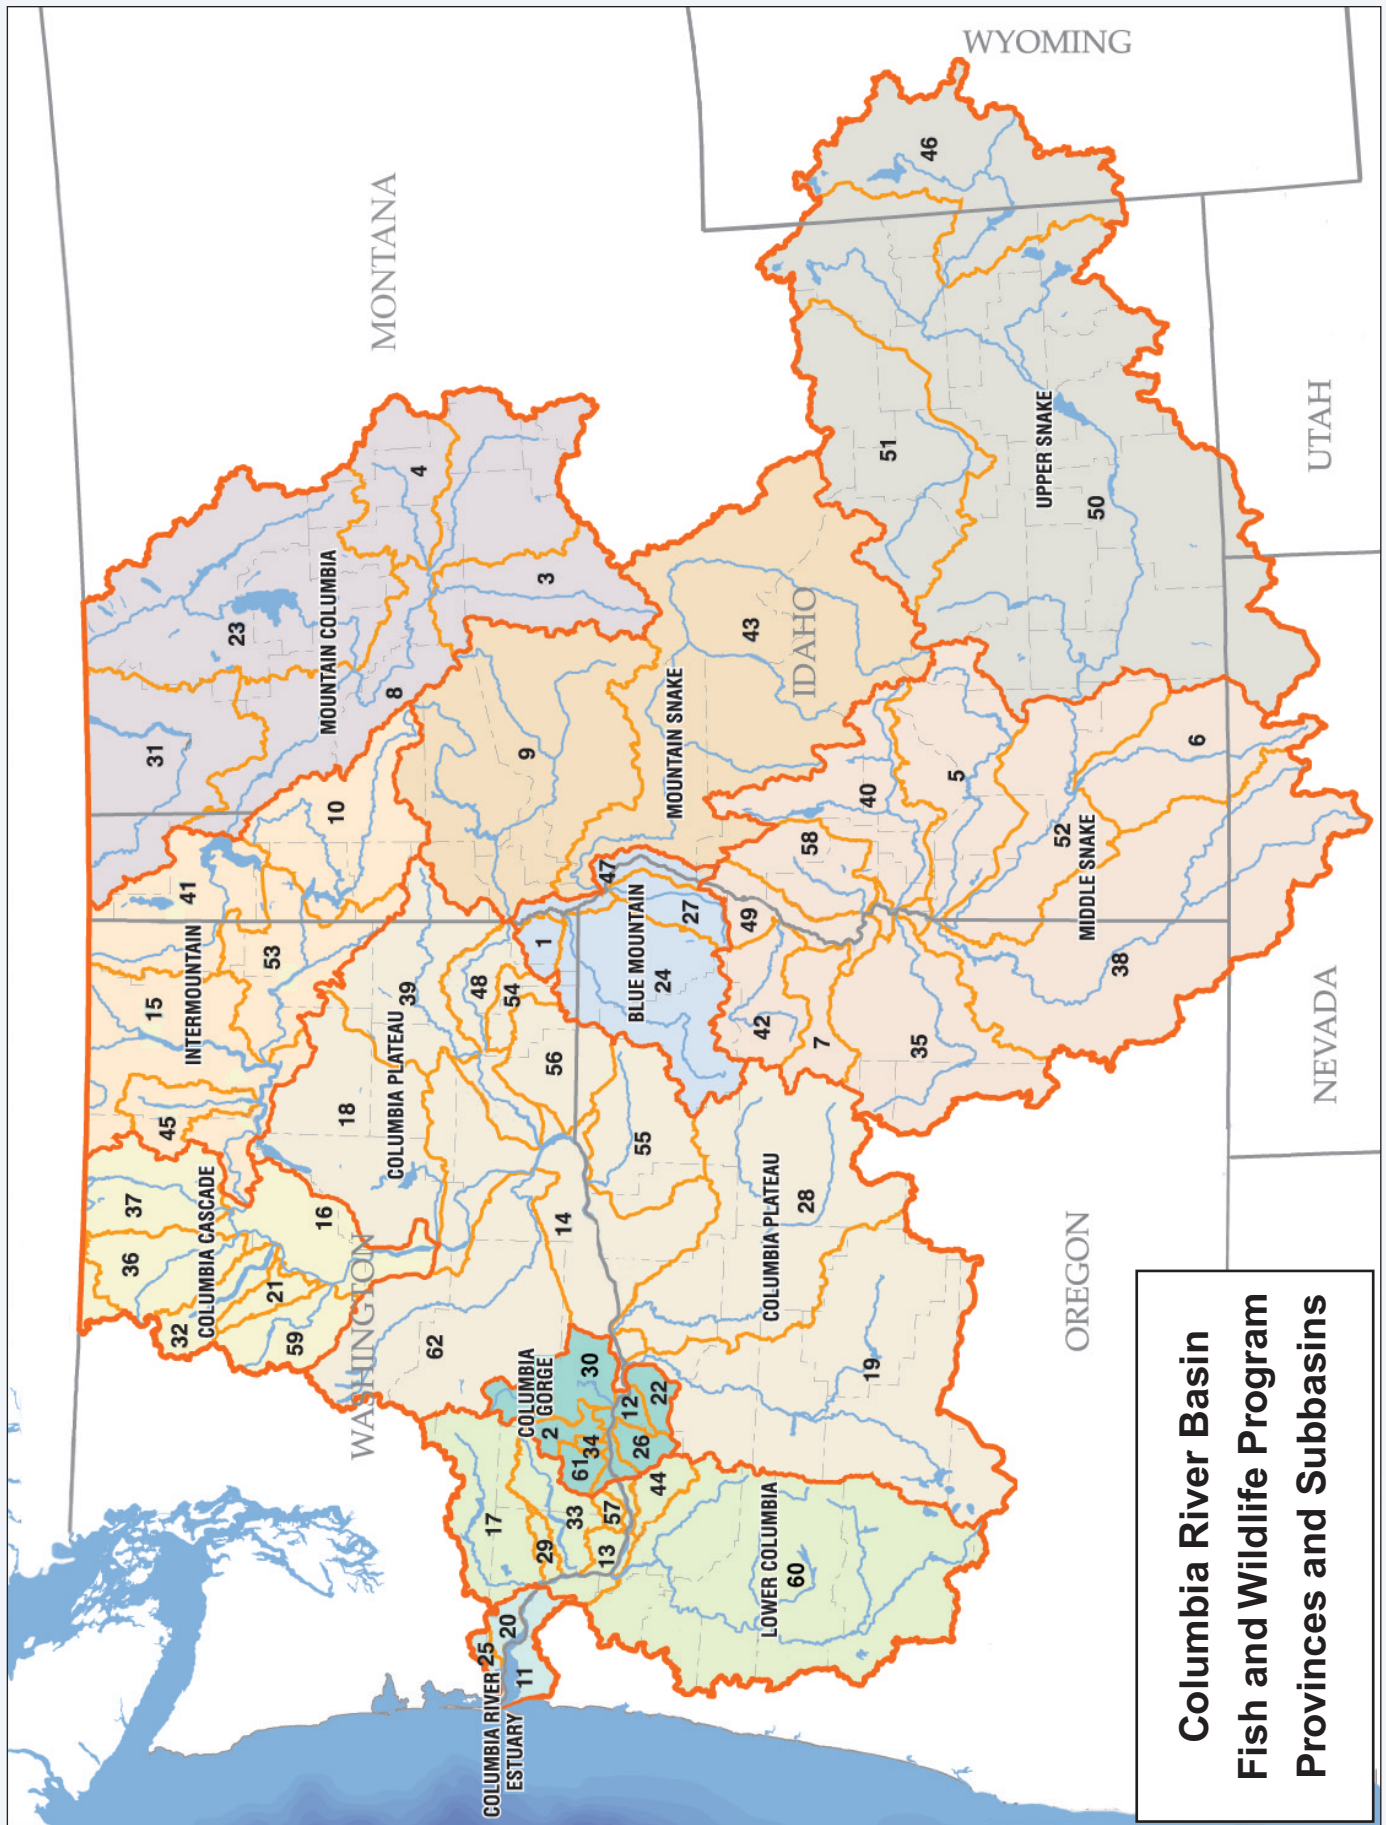 WASHINGTON
MONTANA
IDAHO
WYOMING
OREGON
NEVADA
UTAH
COLUMBIA RIVER
ESTUARY
25
20
11
LOWER COLUMBIA
17
29
33
13
57
44
60
COLUMBIA
GORGE
2
61
34
30
12
26
22
COLUMBIA CASCADE
36
37
32
21
59
16
INTERMOUNTAIN
45
15
53
41
10
MOUNTAIN COLUMBIA
31
23
8
4
3
COLUMBIA PLATEAU
18
39
48
54
56
62
14
55
COLUMBIA PLATEAU
28
19
BLUE MOUNTAIN
1
47
27
24
MOUNTAIN SNAKE
9
43
MIDDLE SNAKE
49
42
7
35
58
40
5
52
38
6
UPPER SNAKE
51
50
46
Columbia River Basin
Fish and Wildlife Program
Provinces and Subbasins